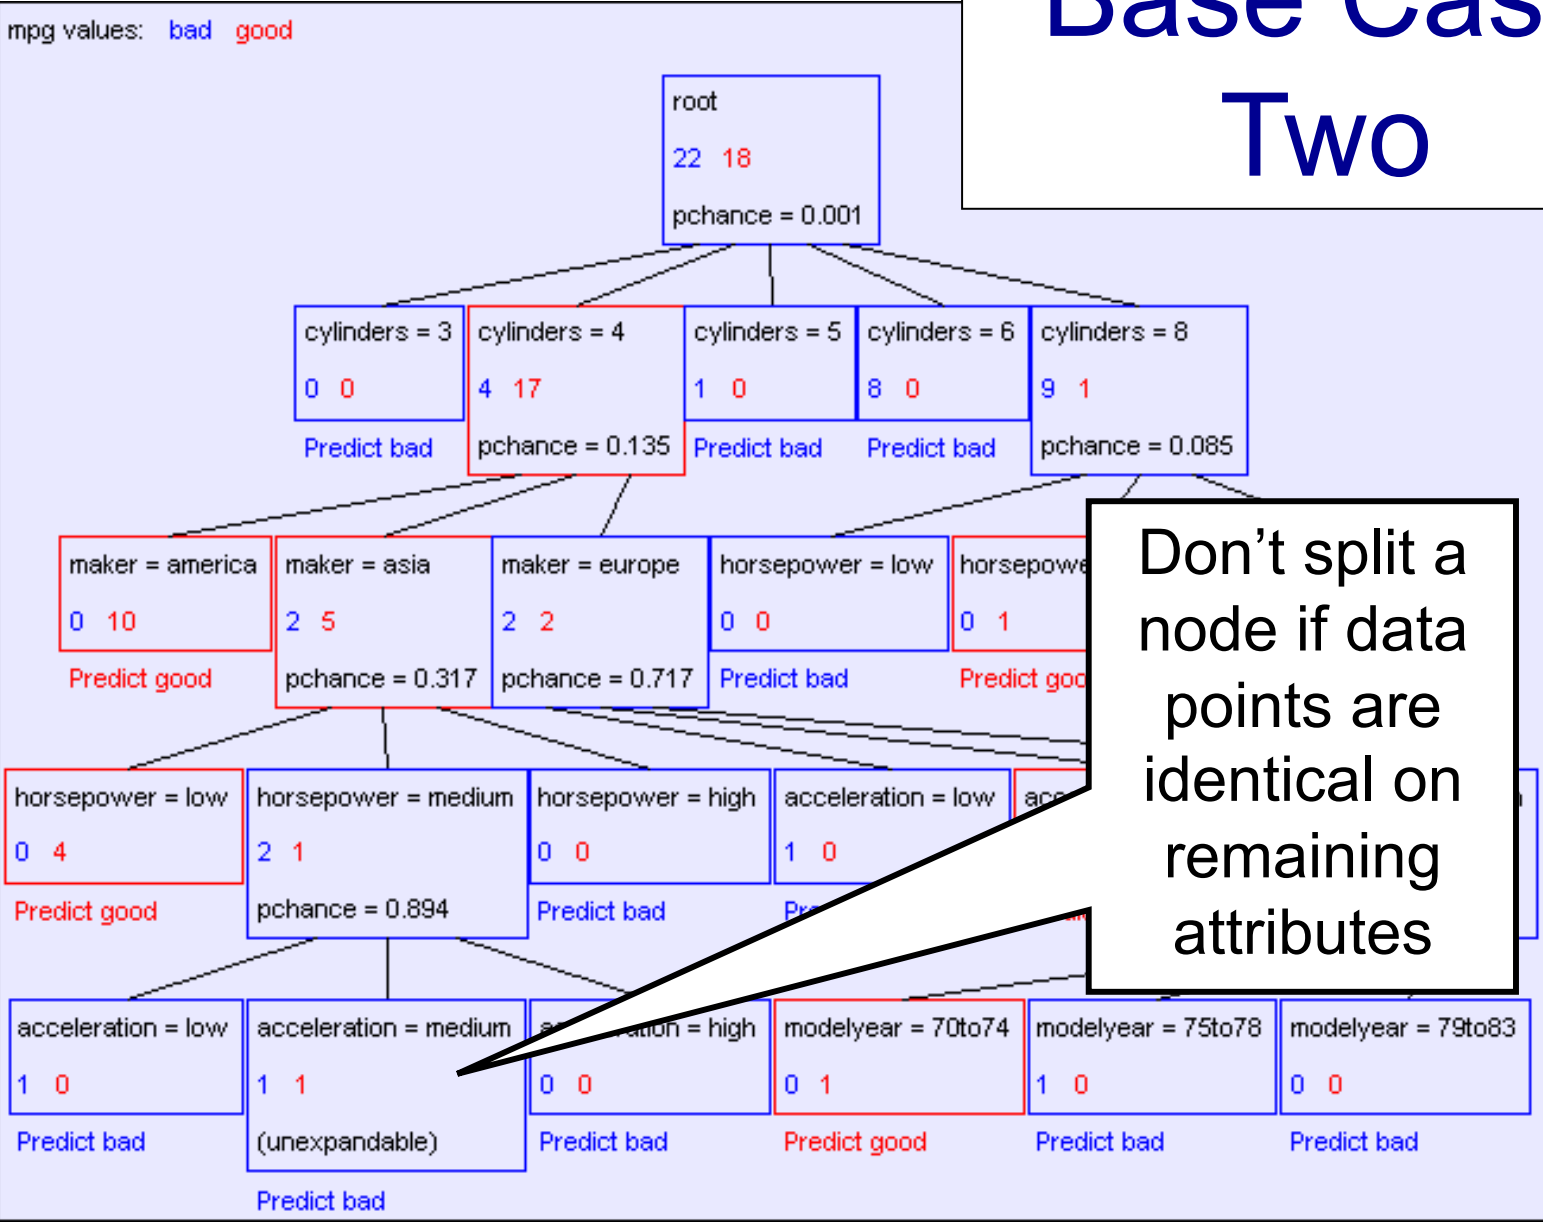 mpg values: bad good
Base Cas
Two
root
22 18
pchance = 0.001
cylinders = 3
0 0
Predict bad
cylinders = 4
4 17
pchance = 0.135
cylinders = 5
1 0
Predict bad
cylinders = 6
8 0
Predict bad
cylinders = 8
9 1
pchance = 0.085
maker = america
0 10
Predict good
maker = asia
2 5
pchance = 0.317
maker = europe
2 2
pchance = 0.717
horsepower = low
0 0
Predict bad
horsepowe
0 1
Predict goo
Don’t split a
node if data
points are
identical on
remaining
attributes
horsepower = low
0 4
Predict good
horsepower = medium
2 1
pchance = 0.894
horsepower = high
0 0
Predict bad
acceleration = low
1 0
acceleration = low
1 0
Predict bad
acceleration = medium
1 1
(unexpandable)
Predict bad
= high
0 0
Predict bad
modelyear = 70to74
0 1
Predict good
modelyear = 75to78
1 0
Predict bad
modelyear = 79to83
0 0
Predict bad